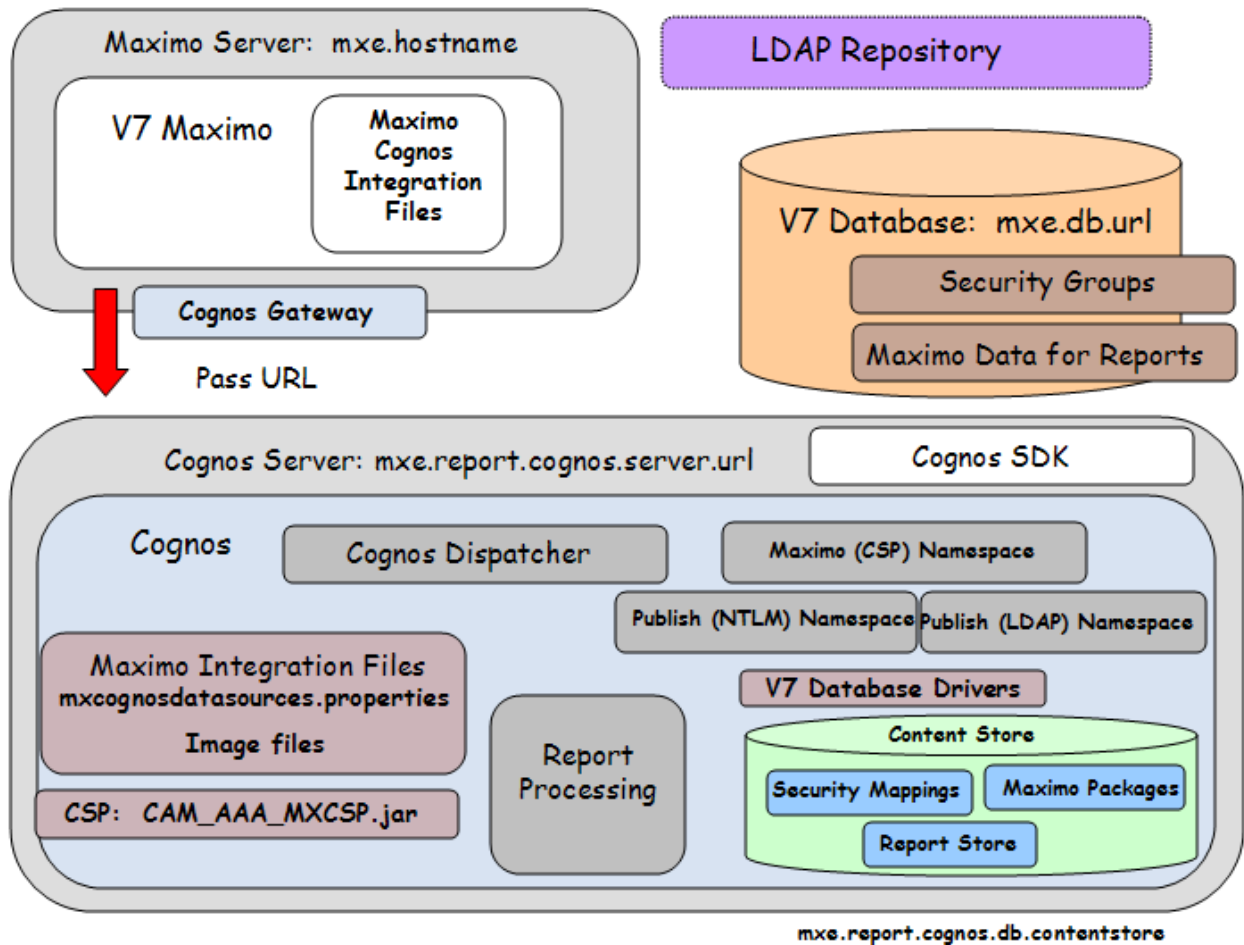 Maximo Server: mxe.hostname
V7 Maximo
Maximo
Cognos
Integration
Files
Cognos Gateway
Pass URL
LDAP Repository
V7 Database: mxe.db.url
Security Groups
Maximo Data for Reports
Cognos Server: mxe.report.cognos.server.url
Cognos SDK
Cognos
Cognos Dispatcher
Maximo (CSP) Namespace
Publish (NTLM) Namespace
Publish (LDAP) Namespace
Maximo Integration Files
mxcognosdatasources.properties
Image files
CSP: CAM_AAA_MXCSP.jar
Report
Processing
V7 Database Drivers
Content Store
Security Mappings
Maximo Packages
Report Store
mxe.report.cognos.db.contentstore